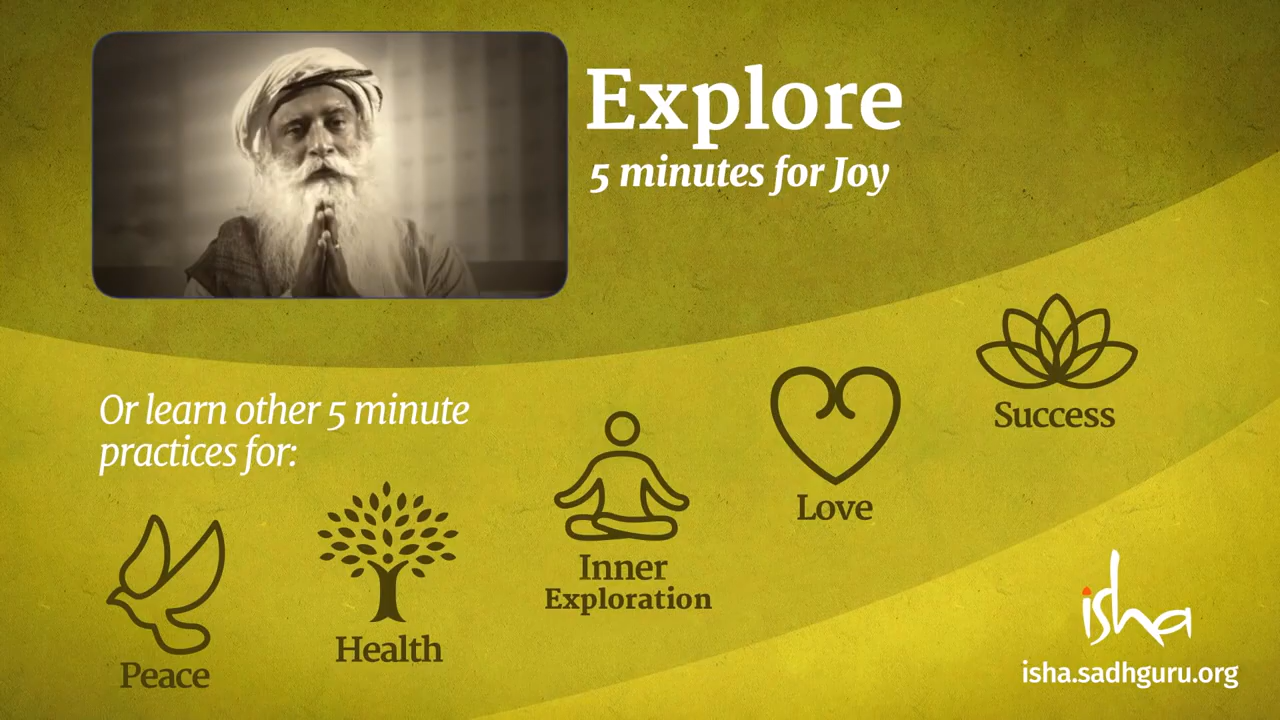 Explore
5 minutes for Joy
Or learn other 5 minute
practices for:
Peace
Health
Inner
Exploration
Love
Success
isha
isha.sadhguru.org